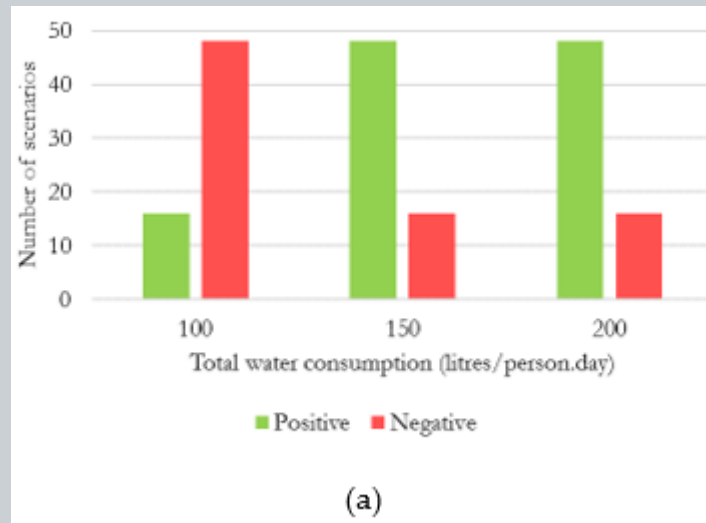 50
40
30
20
10
0
Number of scenarios
100 150 200
Total water consumption (litres/person.day)
Positive Negative
(a)